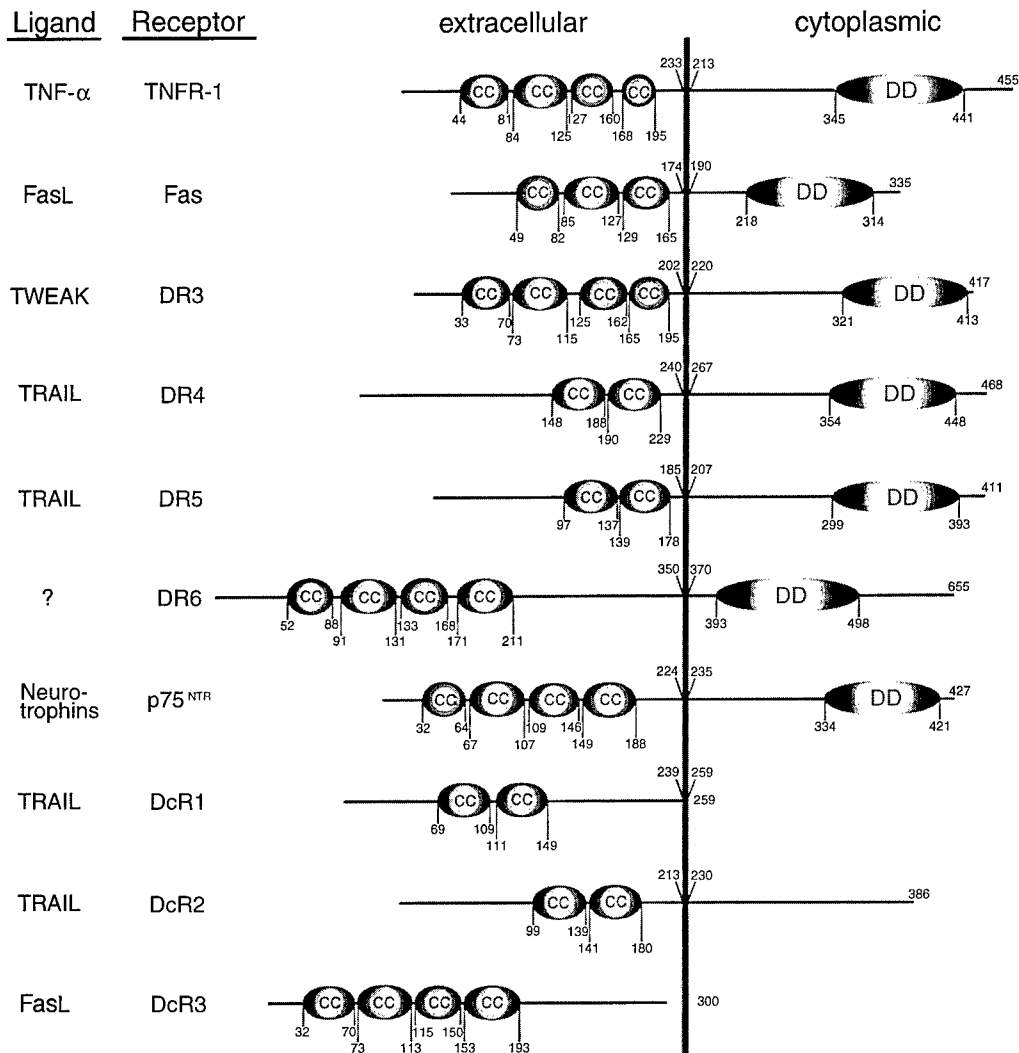 Ligand Receptor extracellular cytoplasmic
TNF-α TNFR-1 CC CC CC CC 233 213 DD 455
44 81 84 125 127 160 168 195 345 441
FasL Fas CC CC CC 174 190 DD 335
49 82 85 127 129 165 218 314
TWEAK DR3 CC CC CC CC 202 220 DD 417
33 70 73 115 125 162 165 195 321 413
TRAIL DR4 CC CC 240 267 DD 468
148 188 190 229 354 448
TRAIL DR5 CC CC 185 207 DD 411
97 137 139 178 299 393
? DR6 CC CC CC CC 350 370 DD 655
52 88 91 131 133 168 171 211 393 498
Neuro-
trophins p75NTR CC CC CC CC 224 235 DD 427
32 64 67 107 109 146 149 188 334 421
TRAIL DcR1 CC CC 239 259 259
69 109 111 149
TRAIL DcR2 CC CC 213 230 386
99 139 141 180
FasL DcR3 CC CC CC CC 300
32 70 73 113 115 150 153 193